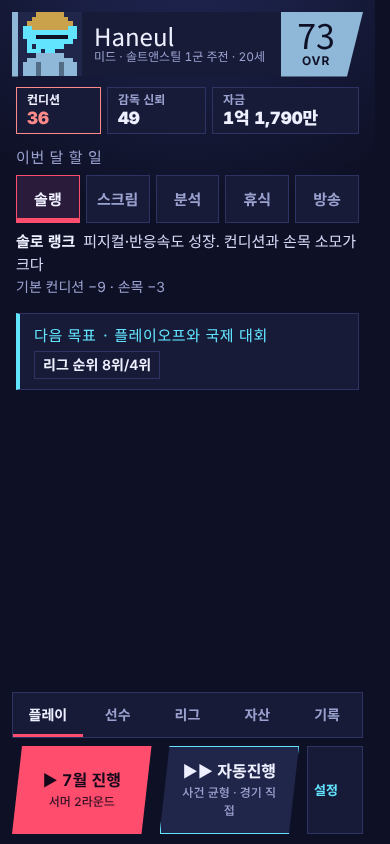 Haneul
미드 · 솔트앤스틸 1군 주전 · 20세
73
OVR
컨디션
36
감독 신뢰
49
자금
1억 1,790만
이번 달 할 일
솔랭
스크림
분석
휴식
방송
솔로 랭크 피지컬·반응속도 성장. 컨디션과 손목 소모가
크다
기본 컨디션 −9 · 손목 −3
다음 목표 · 플레이오프와 국제 대회
리그 순위 8위/4위
플레이
선수
리그
자산
기록
▶ 7월 진행
서머 2라운드
▶▶ 자동진행
사건 균형 · 경기 직
접
설정